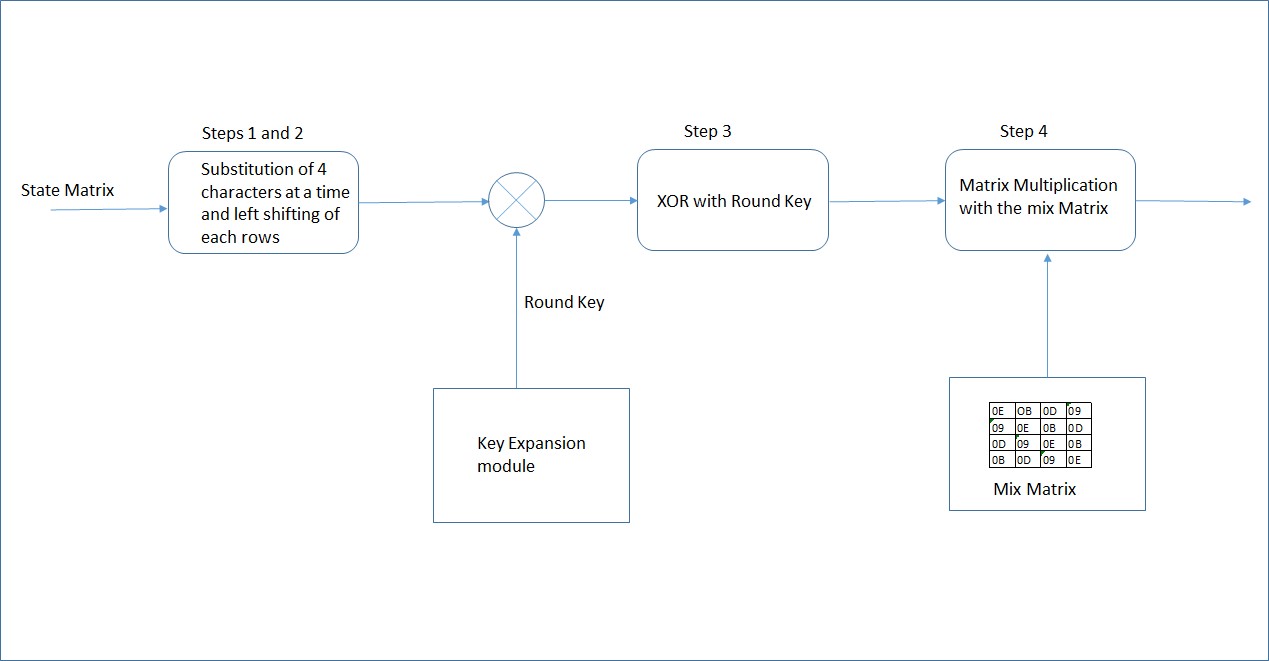 Steps 1 and 2
Step 3
Step 4
State Matrix
Substitution of 4
characters at a time
and left shifting of
each rows
XOR with Round Key
Matrix Multiplication
with the mix Matrix
Round Key
Key Expansion
module
0E OB 0D 09
09 0E 0B 0D
0D 09 0E 0B
0B 0D 09 0E
Mix Matrix